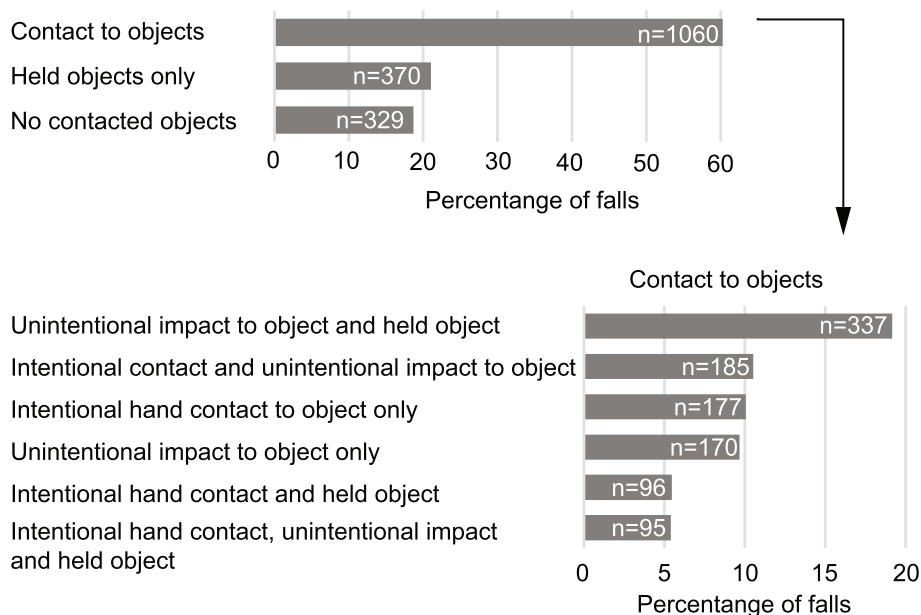 Contact to objects n=1060
Held objects only n=370
No contacted objects n=329
0 10 20 30 40 50 60
Percentange of falls
Contact to objects
Unintentional impact to object and held object n=337
Intentional contact and unintentional impact to object n=185
Intentional hand contact to object only n=177
Unintentional impact to object only n=170
Intentional hand contact and held object n=96
Intentional hand contact, unintentional impact n=95
and held object
0 5 10 15 20
Percentange of falls